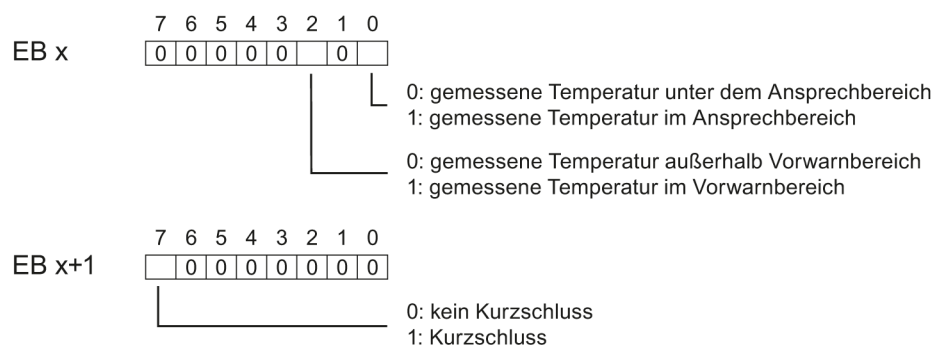 7 6 5 4 3 2 1 0
EB x 0 0 0 0 0 0
0: gemessene Temperatur unter dem Ansprechbereich
1: gemessene Temperatur im Ansprechbereich
0: gemessene Temperatur außerhalb Vorwarnbereich
1: gemessene Temperatur im Vorwarnbereich
7 6 5 4 3 2 1 0
EB x+1 0 0 0 0 0 0 0
0: kein Kurzschluss
1: Kurzschluss